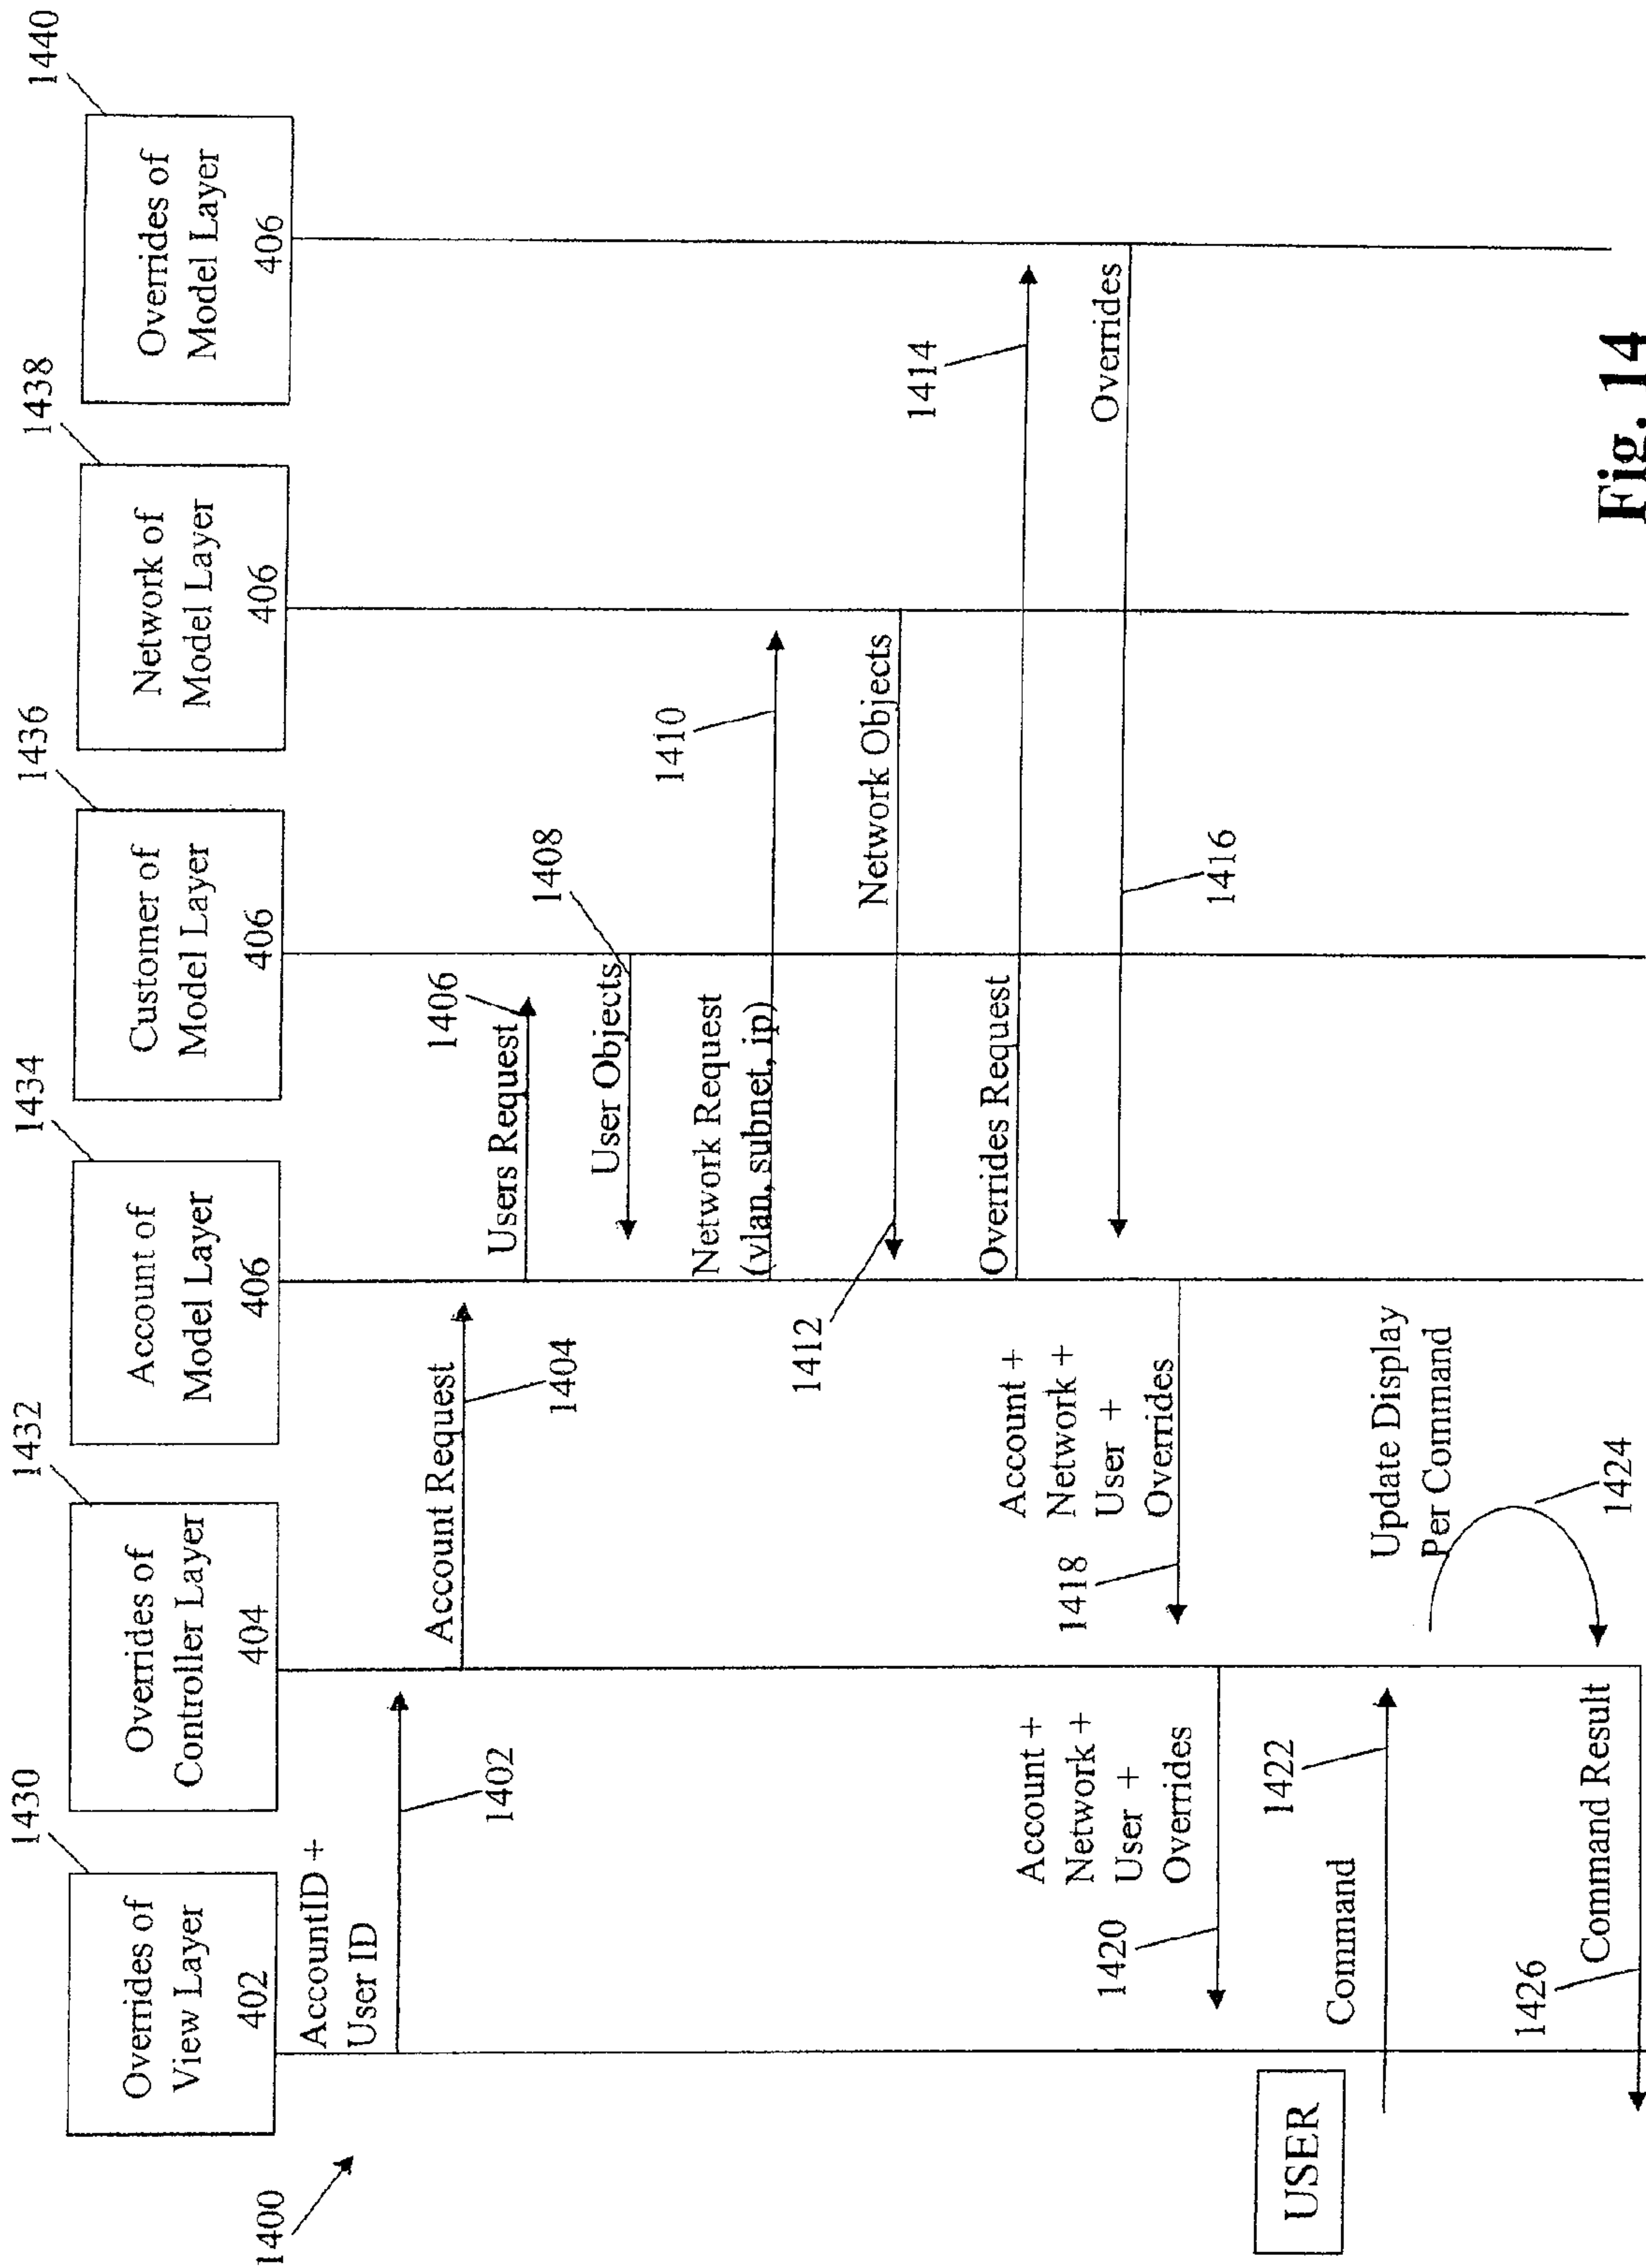 1400
1430
Overrides of
View Layer
402
1432
Overrides of
Controller Layer
404
1434
Account of
Model Layer
406
1436
Customer of
Model Layer
406
1438
Network of
Model Layer
406
1440
Overrides of
Model Layer
406
AccountID +
User ID
1402
Account Request
1404
Users Request
1406
User Objects
1408
Network Request
(vlan, subnet, ip)
1410
Network Objects
1412
Overrides Request
1414
Overrides
1416
Account +
Network +
User +
Overrides
1418
Account +
Network +
User +
Overrides
1420
USER
Command
1422
Update Display
Per Command
1424
Command Result
1426
Fig. 14